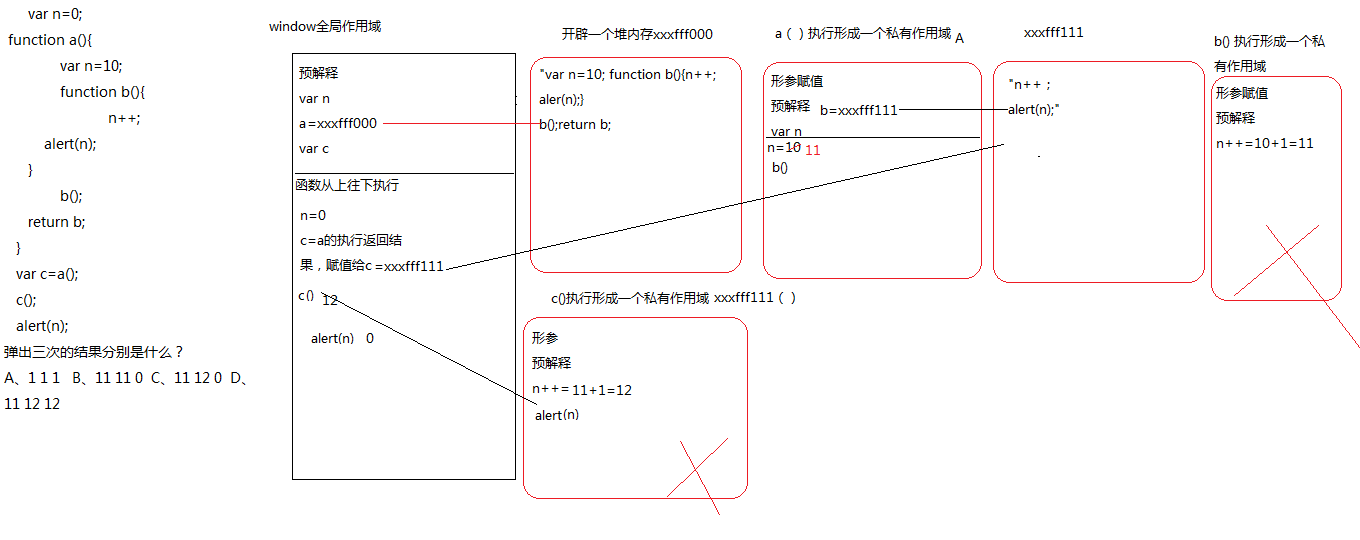 var n=0;
function a(){
var n=10;
function b(){
n++;
alert(n);
}
b();
return b;
}
var c=a();
c();
alert(n);
弹出三次的结果分别是什么？
A、1 1 1 B、11 11 0 C、11 12 0 D、
11 12 12
window全局作用域
预解释
var n
a=xxxfff000
var c
函数从上往下执行
n=0
c=a的执行返回结
果，赋值给c=xxxfff111
c() 12
alert(n) 0
开辟一个堆内存xxxfff000
"var n=10; function b(){n++;
aler(n);}
b();return b;
a（）执行形成一个私有作用域 A
形参赋值
预解释 b=xxxfff111
var n
n=10 11
b()
xxxfff111
"n++；
alert(n);"
b() 执行形成一个私
有作用域
形参赋值
预解释
n++=10+1=11
c()执行形成一个私有作用域 xxxfff111（）
形参
预解释
n++=11+1=12
alert(n)